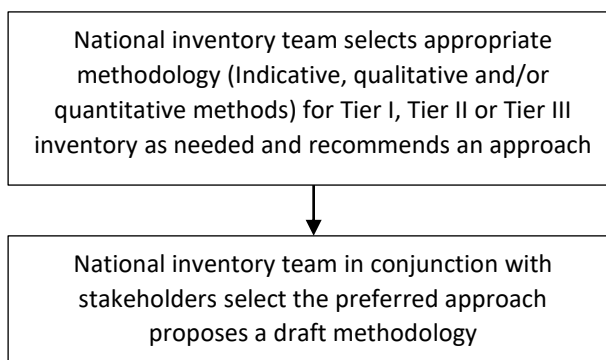 National inventory team selects appropriate
methodology (Indicative, qualitative and/or
quantitative methods) for Tier I, Tier II or Tier III
inventory as needed and recommends an approach
National inventory team in conjunction with
stakeholders select the preferred approach
proposes a draft methodology